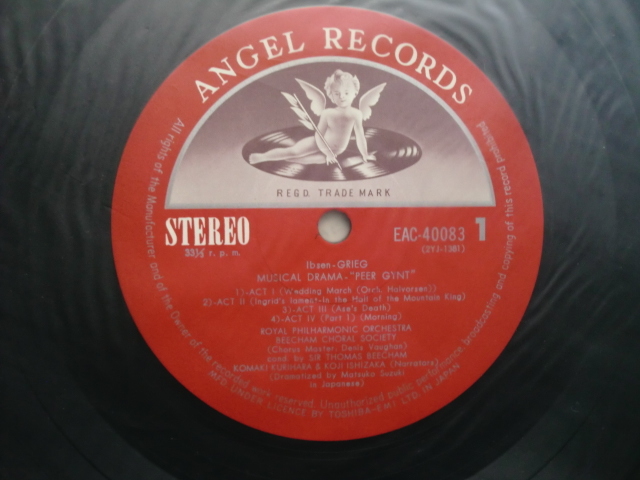 ANGEL RECORDS
REGD. TRADE MARK
STEREO
33⅓ r. p. m.
EAC-40083 1
(2YJ-1381)
Ibsen-GRIEG
MUSICAL DRAMA-"PEER GYNT"
1)-ACT I (Wedding March (Orch. Halvorsen))
2)-ACT II (Ingrid's lament-In the Hall of the Mountain King)
3)-ACT III (Ase's Death)
4)-ACT IV (Part 1) (Morning)
ROYAL PHILHARMONIC ORCHESTRA
BEECHAM CHORAL SOCIETY
(Chorus Master: Denis Vaughan)
cond. by SIR THOMAS BEECHAM
KOMAKI KURIHARA & KOJI ISHIZAKA (Narrators)
(Dramatized by Matsuko Suzuki
in Japanese)
All rights of the Manufacturer and of the Owner of the recorded work reserved. Unauthorized public performance broadcasting and copying of this record prohibited
MFD. UNDER LICENCE BY TOSHIBA-EMI LTD. IN JAPAN